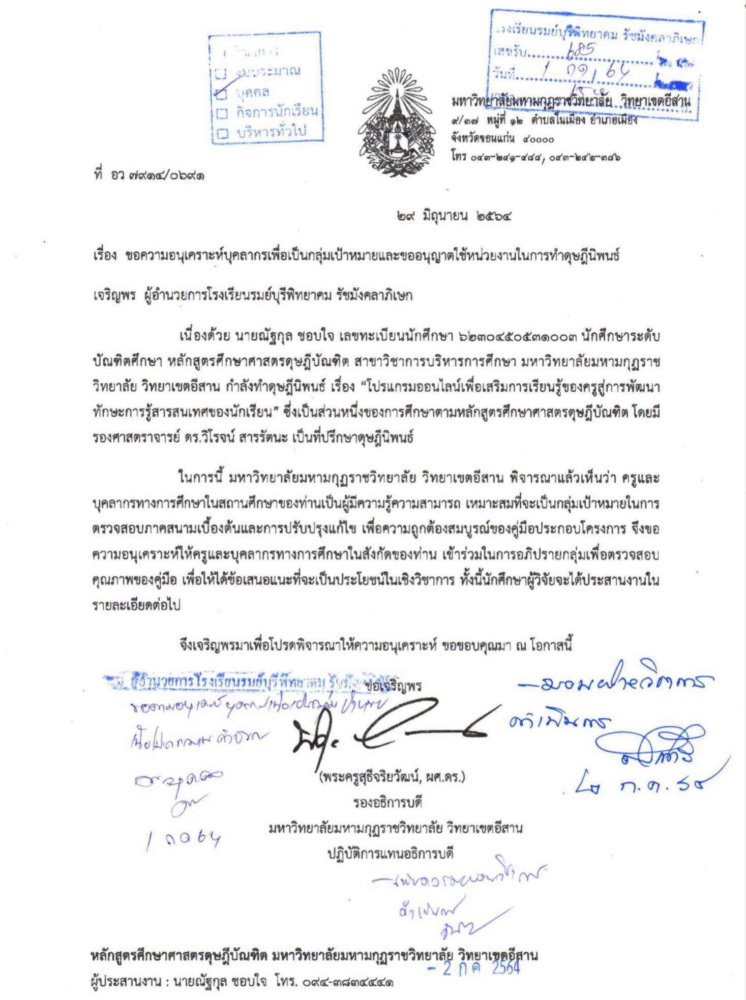 งบประมาณ
บุคคล
กิจการนักเรียน
บริหารทั่วไป
โรงเรียนรมย์บุรีพิทยาคม รัชมังคลาภิเษก
เลขรับ 685
วันที่ 1 กค 64
มหาวิทยาลัยมหามกุฏราชวิทยาลัย วิทยาเขตอีสาน
๙/๓๗ หมู่ที่ ๑๒ ตำบลในเมือง อำเภอเมือง
จังหวัดขอนแก่น ๔๐๐๐๐
โทร ๐๔๓-๒๔๑-๔๘๘, ๐๔๓-๒๔๒-๓๘๖
ที่ อว ๗๙๑๔/๐๖๙๑
๒๙ มิถุนายน ๒๕๖๔
เรื่อง ขอความอนุเคราะห์บุคลากรเพื่อเป็นกลุ่มเป้าหมายและขออนุญาตใช้หน่วยงานในการทำดุษฎีนิพนธ์
เจริญพร ผู้อำนวยการโรงเรียนรมย์บุรีพิทยาคม รัชมังคลาภิเษก
เนื่องด้วย นายณัฐกุล ชอบใจ เลขทะเบียนนักศึกษา ๖๒๓๐๔๕๐๕๓๑๐๐๓ นักศึกษาระดับ
บัณฑิตศึกษา หลักสูตรศึกษาศาสตรดุษฎีบัณฑิต สาขาวิชาการบริหารการศึกษา มหาวิทยาลัยมหามกุฏราช
วิทยาลัย วิทยาเขตอีสาน กำลังทำดุษฎีนิพนธ์ เรื่อง “โปรแกรมออนไลน์เพื่อเสริมการเรียนรู้ของครูสู่การพัฒนา
ทักษะการรู้สารสนเทศของนักเรียน” ซึ่งเป็นส่วนหนึ่งของการศึกษาตามหลักสูตรศึกษาศาสตรดุษฎีบัณฑิต โดยมี
รองศาสตราจารย์ ดร.วิโรจน์ สารรัตนะ เป็นที่ปรึกษาดุษฎีนิพนธ์
ในการนี้ มหาวิทยาลัยมหามกุฏราชวิทยาลัย วิทยาเขตอีสาน พิจารณาแล้วเห็นว่า ครูและ
บุคลากรทางการศึกษาในสถานศึกษาของท่านเป็นผู้มีความรู้ความสามารถ เหมาะสมที่จะเป็นกลุ่มเป้าหมายในการ
ตรวจสอบภาคสนามเบื้องต้นและการปรับปรุงแก้ไข เพื่อความถูกต้องสมบูรณ์ของคู่มือประกอบโครงการ จึงขอ
ความอนุเคราะห์ให้ครูและบุคลากรทางการศึกษาในสังกัดของท่าน เข้าร่วมในการอภิปรายกลุ่มเพื่อตรวจสอบ
คุณภาพของคู่มือ เพื่อให้ได้ข้อเสนอแนะที่จะเป็นประโยชน์ในเชิงวิชาการ ทั้งนี้นักศึกษาผู้วิจัยจะได้ประสานงานใน
รายละเอียดต่อไป
จึงเจริญพรมาเพื่อโปรดพิจารณาให้ความอนุเคราะห์ ขอขอบคุณมา ณ โอกาสนี้
ผู้อำนวยการโรงเรียนรมย์บุรีพิทยาคม
ขอเจริญพร
- มอบฝ่ายวิชาการ
ดำเนินการ
๒ ก.ค. ๖๔
1 กค 64
(พระครูสุธีจริยวัฒน์, ผศ.ดร.)
รองอธิการบดี
มหาวิทยาลัยมหามกุฏราชวิทยาลัย วิทยาเขตอีสาน
ปฏิบัติการแทนอธิการบดี
ดำเนินการ
หลักสูตรศึกษาศาสตรดุษฎีบัณฑิต มหาวิทยาลัยมหามกุฏราชวิทยาลัย วิทยาเขตอีสาน
- 2 ก ค 2564
ผู้ประสานงาน : นายณัฐกุล ชอบใจ โทร. ๐๙๔-๓๘๓๔๔๔๑